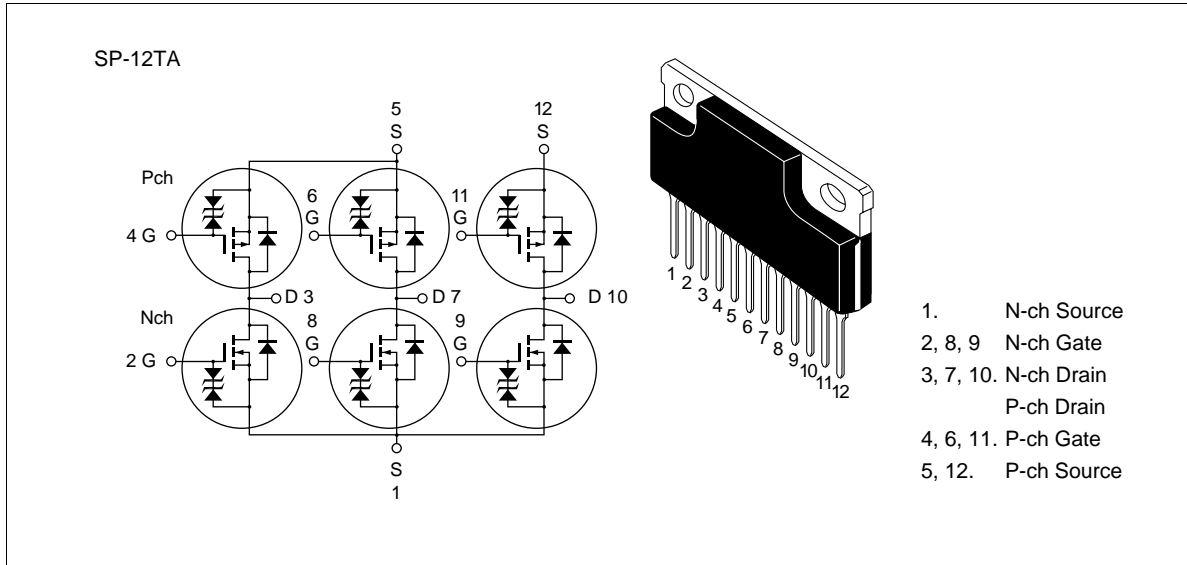 SP-12TA
5
S
12
S
Pch
6
G
11
G
4 G
D 3
D 7
D 10
Nch
8
G
9
G
2 G
S
1
1 2 3 4 5 6 7 8 9 10 11 12
1. N-ch Source
2, 8, 9 N-ch Gate
3, 7, 10. N-ch Drain
P-ch Drain
4, 6, 11. P-ch Gate
5, 12. P-ch Source